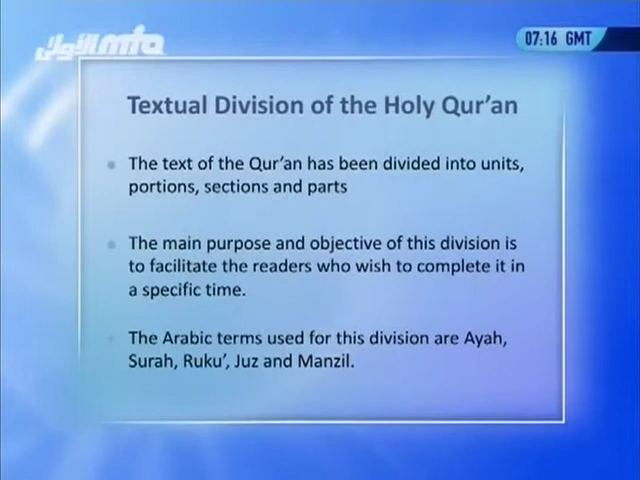 الأولى mta
07:16 GMT
Textual Division of the Holy Qur’an
The text of the Qur’an has been divided into units,
portions, sections and parts
The main purpose and objective of this division is
to facilitate the readers who wish to complete it in
a specific time.
The Arabic terms used for this division are Ayah,
Surah, Ruku’, Juz and Manzil.